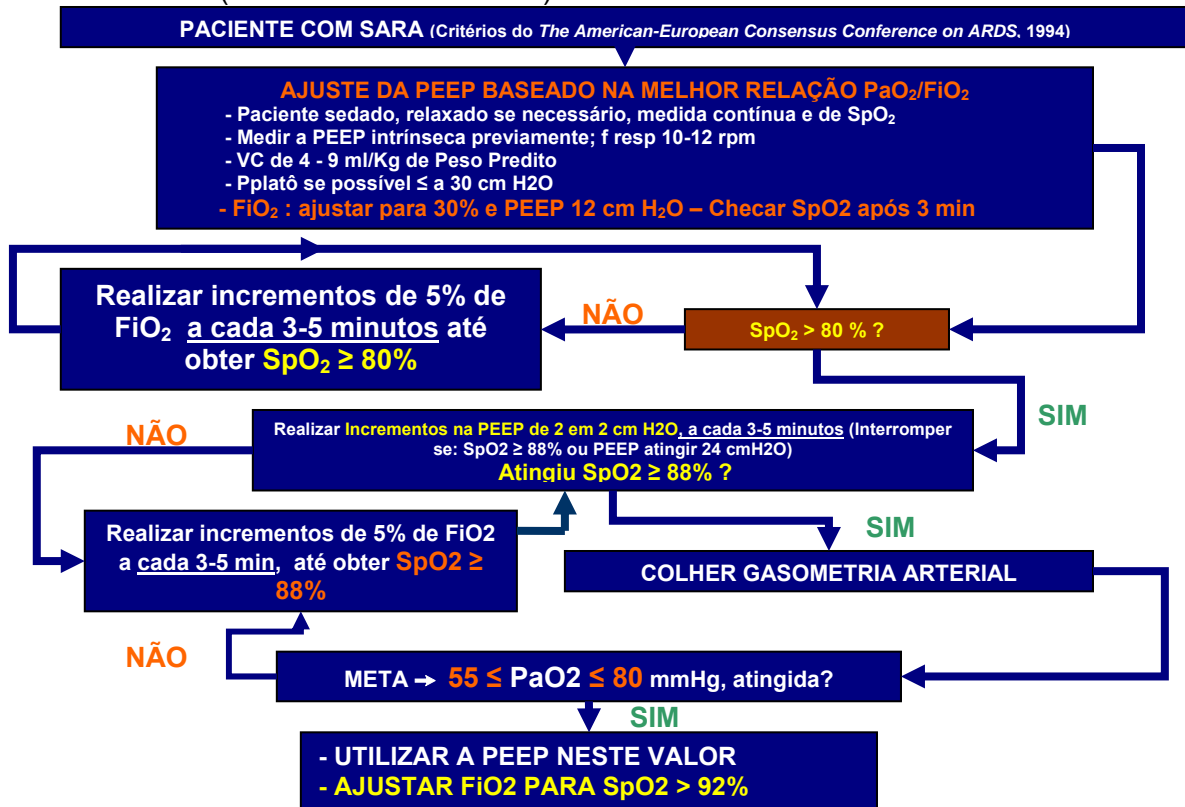 PACIENTE COM SARA (Critérios do The American-European Consensus Conference on ARDS, 1994)
AJUSTE DA PEEP BASEADO NA MELHOR RELAÇÃO PaO₂/FiO₂
- Paciente sedado, relaxado se necessário, medida contínua e de SpO₂
- Medir a PEEP intrínseca previamente; f resp 10-12 rpm
- VC de 4 - 9 ml/Kg de Peso Predito
- Pplatô se possível ≤ a 30 cm H2O
- FiO₂ : ajustar para 30% e PEEP 12 cm H₂O – Checar SpO2 após 3 min
Realizar incrementos de 5% de
FiO₂ a cada 3-5 minutos até
obter SpO₂ ≥ 80%
NÃO
SpO₂ > 80 % ?
SIM
NÃO
Realizar Incrementos na PEEP de 2 em 2 cm H2O, a cada 3-5 minutos (Interromper
se: SpO2 ≥ 88% ou PEEP atingir 24 cmH2O)
Atingiu SpO2 ≥ 88% ?
Realizar incrementos de 5% de FiO2
a cada 3-5 min, até obter SpO2 ≥
88%
SIM
COLHER GASOMETRIA ARTERIAL
NÃO
META → 55 ≤ PaO2 ≤ 80 mmHg, atingida?
SIM
- UTILIZAR A PEEP NESTE VALOR
- AJUSTAR FiO2 PARA SpO2 > 92%